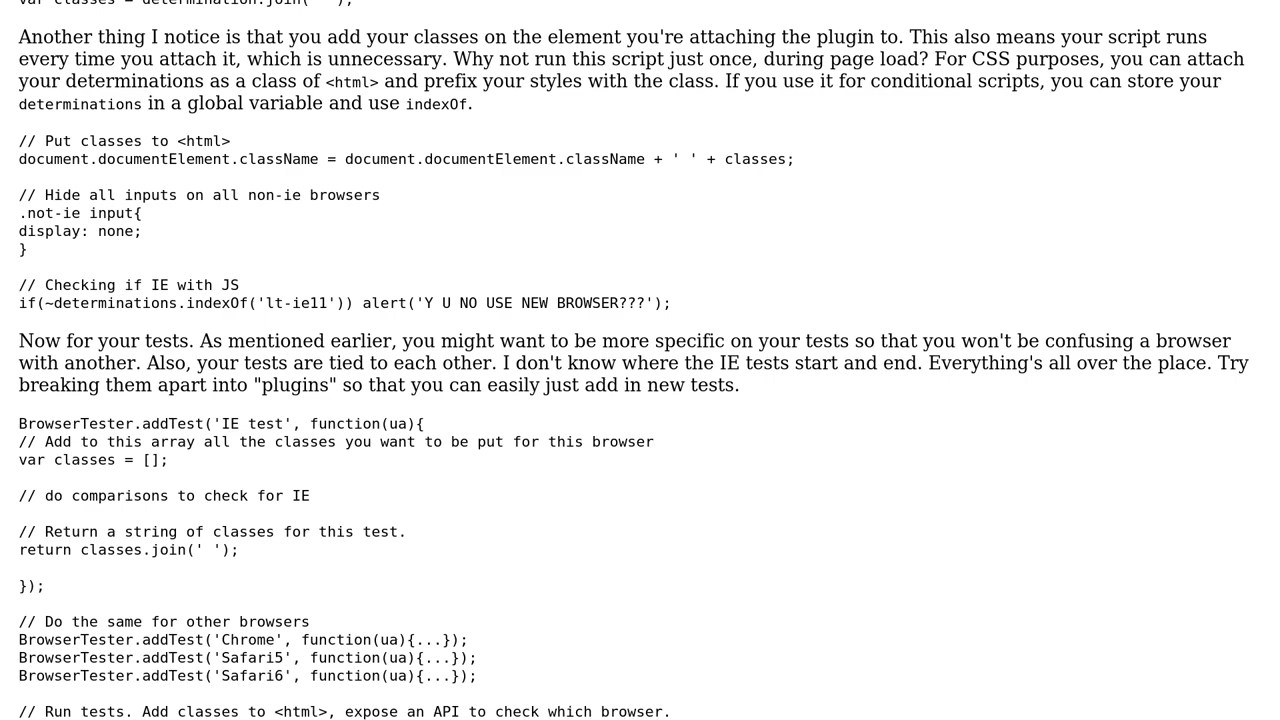 var classes = determination.join(' ');
Another thing I notice is that you add your classes on the element you're attaching the plugin to. This also means your script runs
every time you attach it, which is unnecessary. Why not run this script just once, during page load? For CSS purposes, you can attach
your determinations as a class of <html> and prefix your styles with the class. If you use it for conditional scripts, you can store your
determinations in a global variable and use indexOf.
// Put classes to <html>
document.documentElement.className = document.documentElement.className + ' ' + classes;
// Hide all inputs on all non-ie browsers
.not-ie input{
display: none;
}
// Checking if IE with JS
if(~determinations.indexOf('lt-ie11')) alert('Y U NO USE NEW BROWSER???');
Now for your tests. As mentioned earlier, you might want to be more specific on your tests so that you won't be confusing a browser
with another. Also, your tests are tied to each other. I don't know where the IE tests start and end. Everything's all over the place. Try
breaking them apart into "plugins" so that you can easily just add in new tests.
BrowserTester.addTest('IE test', function(ua){
// Add to this array all the classes you want to be put for this browser
var classes = [];
// do comparisons to check for IE
// Return a string of classes for this test.
return classes.join(' ');
});
// Do the same for other browsers
BrowserTester.addTest('Chrome', function(ua){...});
BrowserTester.addTest('Safari5', function(ua){...});
BrowserTester.addTest('Safari6', function(ua){...});
// Run tests. Add classes to <html>, expose an API to check which browser.